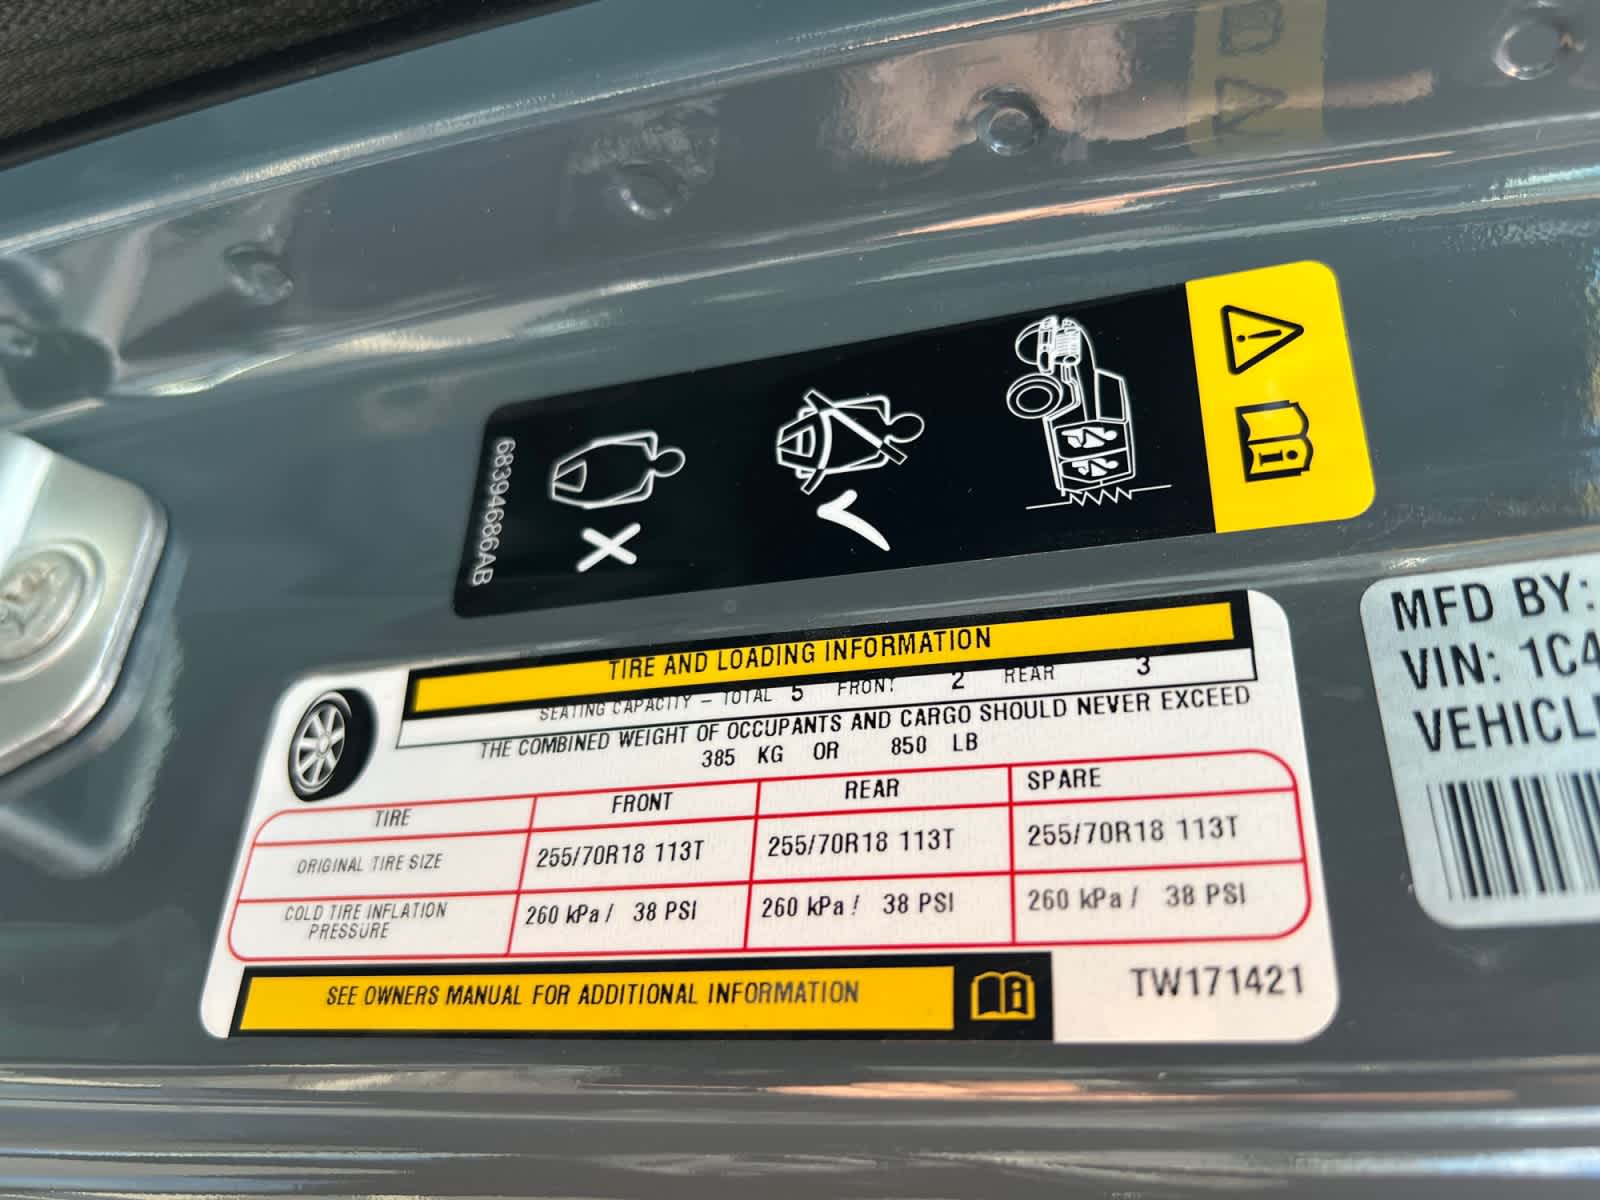 68394686AB
TIRE AND LOADING INFORMATION
SEATING CAPACITY – TOTAL 5 FRONT 2 REAR 3
THE COMBINED WEIGHT OF OCCUPANTS AND CARGO SHOULD NEVER EXCEED
385 KG OR 850 LB
TIRE FRONT REAR SPARE
ORIGINAL TIRE SIZE 255/70R18 113T 255/70R18 113T 255/70R18 113T
COLD TIRE INFLATION
PRESSURE 260 kPa / 38 PSI 260 kPa / 38 PSI 260 kPa / 38 PSI
SEE OWNERS MANUAL FOR ADDITIONAL INFORMATION
TW171421
MFD BY:
VIN: 1C4
VEHICL